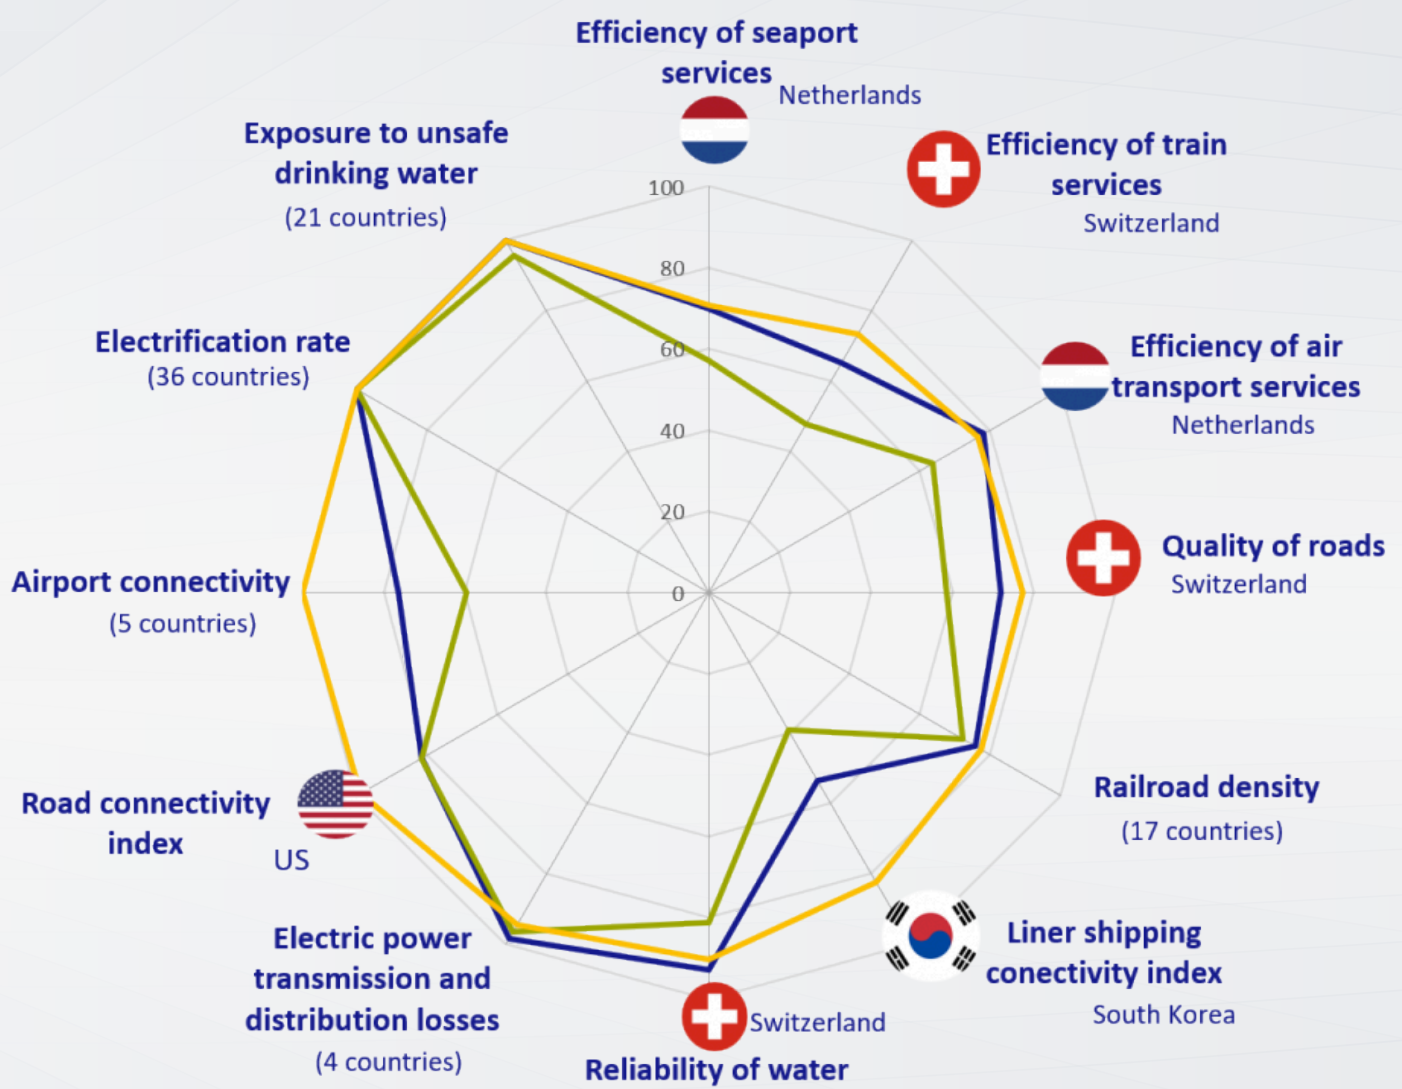 Efficiency of seaport
services
Netherlands
Efficiency of train
services
Switzerland
Efficiency of air
transport services
Netherlands
Quality of roads
Switzerland
Railroad density
(17 countries)
Liner shipping
conectivity index
South Korea
Switzerland
Reliability of water
Electric power
transmission and
distribution losses
(4 countries)
Road connectivity
index
US
Airport connectivity
(5 countries)
Electrification rate
(36 countries)
Exposure to unsafe
drinking water
(21 countries)
100
80
60
40
20
0